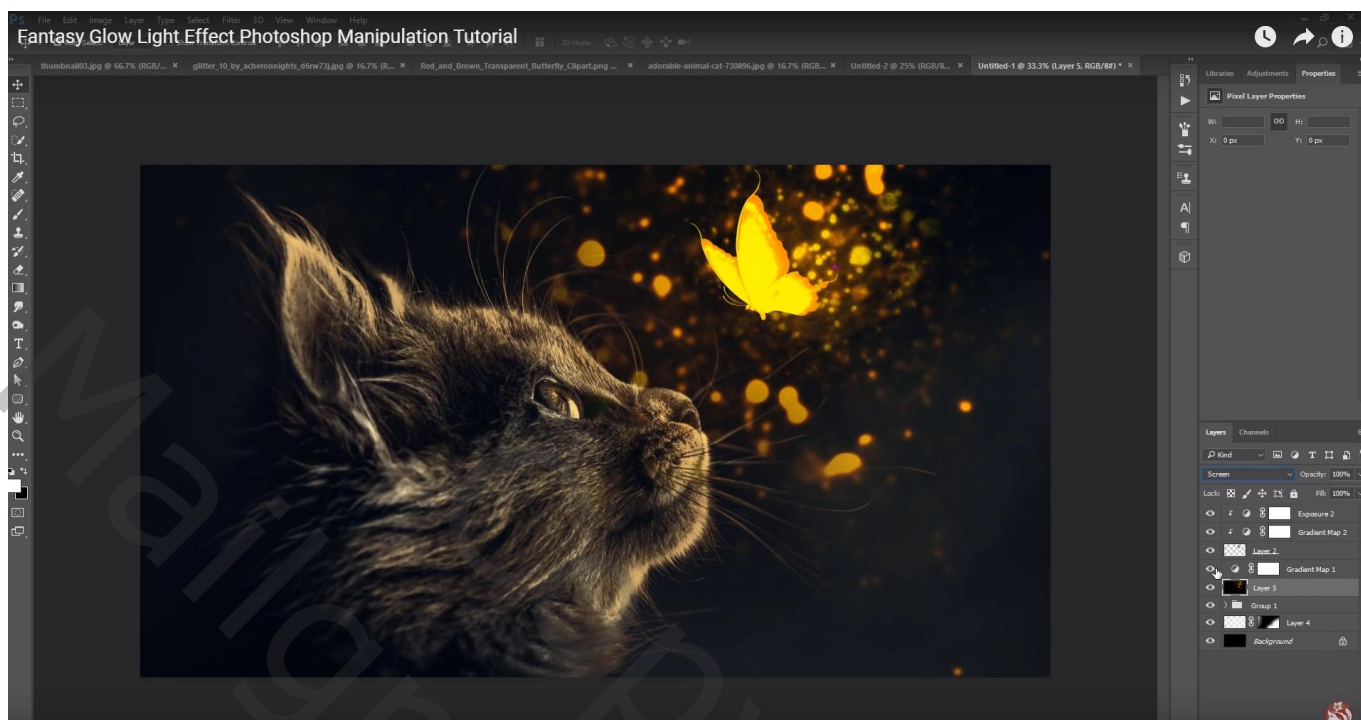 Ps File Edit Image Layer Type Select Filter 3D View Window Help
Fantasy Glow Light Effect Photoshop Manipulation Tutorial
3D Mode:
thumbnail03.jpg @ 66.7% (RGB/... × glitter_10_by_acheronnights_d6rw73j.jpg @ 16.7% (R... × Red_and_Brown_Transparent_Butterfly_Clipart.png ... × adorable-animal-cat-730896.jpg @ 16.7% (RGB... × Untitled-2 @ 25% (RGB/8... × Untitled-1 @ 33.3% (Layer 5, RGB/8#) * ×
Libraries Adjustments Properties
Pixel Layer Properties
W: H:
X: 0 px Y: 0 px
Layers Channels
Kind
Screen Opacity: 100%
Lock: Fill: 100%
Exposure 2
Gradient Map 2
Layer 2
Gradient Map 1
Layer 5
Group 1
Layer 4
Background